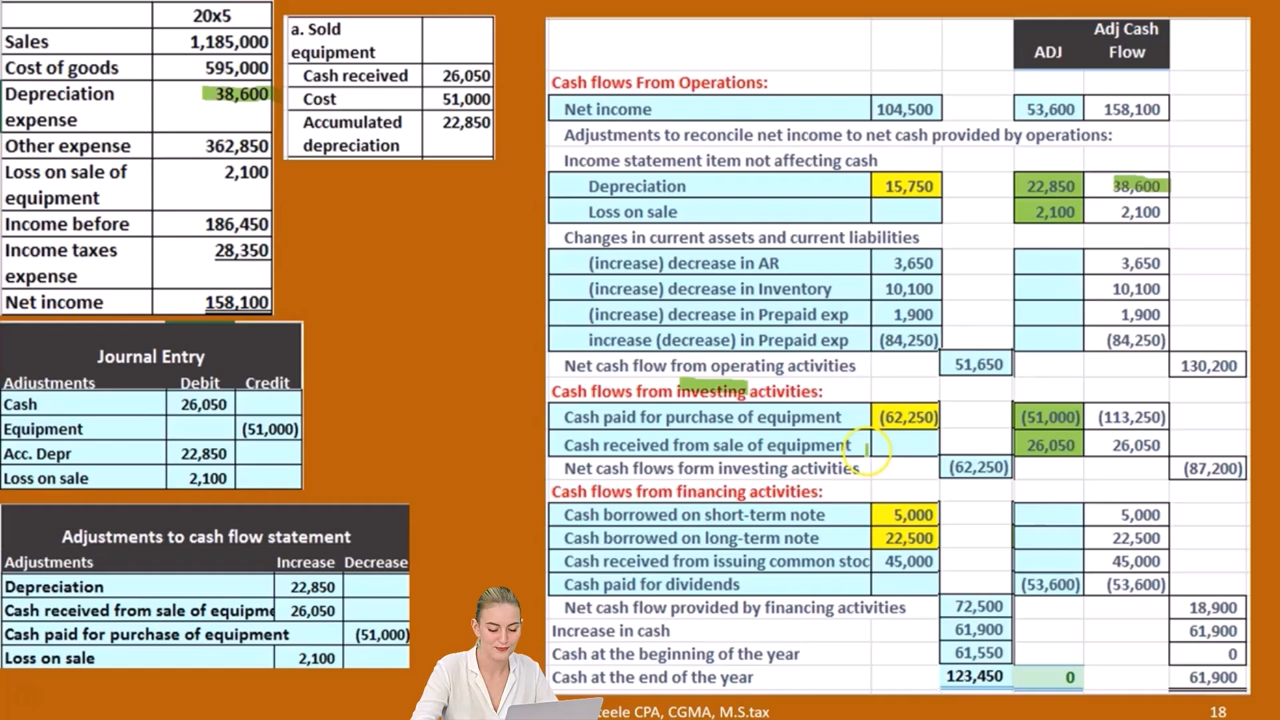 20x5
Sales 1,185,000
Cost of goods 595,000
Depreciation 38,600
expense
Other expense 362,850
Loss on sale of 2,100
equipment
Income before 186,450
Income taxes 28,350
expense
Net income 158,100
a. Sold
equipment
Cash received 26,050
Cost 51,000
Accumulated 22,850
depreciation
Journal Entry
Adjustments Debit Credit
Cash 26,050
Equipment (51,000)
Acc. Depr 22,850
Loss on sale 2,100
Adjustments to cash flow statement
Adjustments Increase Decrease
Depreciation 22,850
Cash received from sale of equipme 26,050
Cash paid for purchase of equipment (51,000)
Loss on sale 2,100
Adj Cash
ADJ Flow
Cash flows From Operations:
Net income 104,500 53,600 158,100
Adjustments to reconcile net income to net cash provided by operations:
Income statement item not affecting cash
Depreciation 15,750 22,850 38,600
Loss on sale 2,100 2,100
Changes in current assets and current liabilities
(increase) decrease in AR 3,650 3,650
(increase) decrease in Inventory 10,100 10,100
(increase) decrease in Prepaid exp 1,900 1,900
increase (decrease) in Prepaid exp (84,250) (84,250)
Net cash flow from operating activities 51,650 130,200
Cash flows from investing activities:
Cash paid for purchase of equipment (62,250) (51,000) (113,250)
Cash received from sale of equipment 26,050 26,050
Net cash flows form investing activities (62,250) (87,200)
Cash flows from financing activities:
Cash borrowed on short-term note 5,000 5,000
Cash borrowed on long-term note 22,500 22,500
Cash received from issuing common stoc 45,000 45,000
Cash paid for dividends (53,600) (53,600)
Net cash flow provided by financing activities 72,500 18,900
Increase in cash 61,900 61,900
Cash at the beginning of the year 61,550 0
Cash at the end of the year 123,450 0 61,900
eele CPA, CGMA, M.S.tax 18